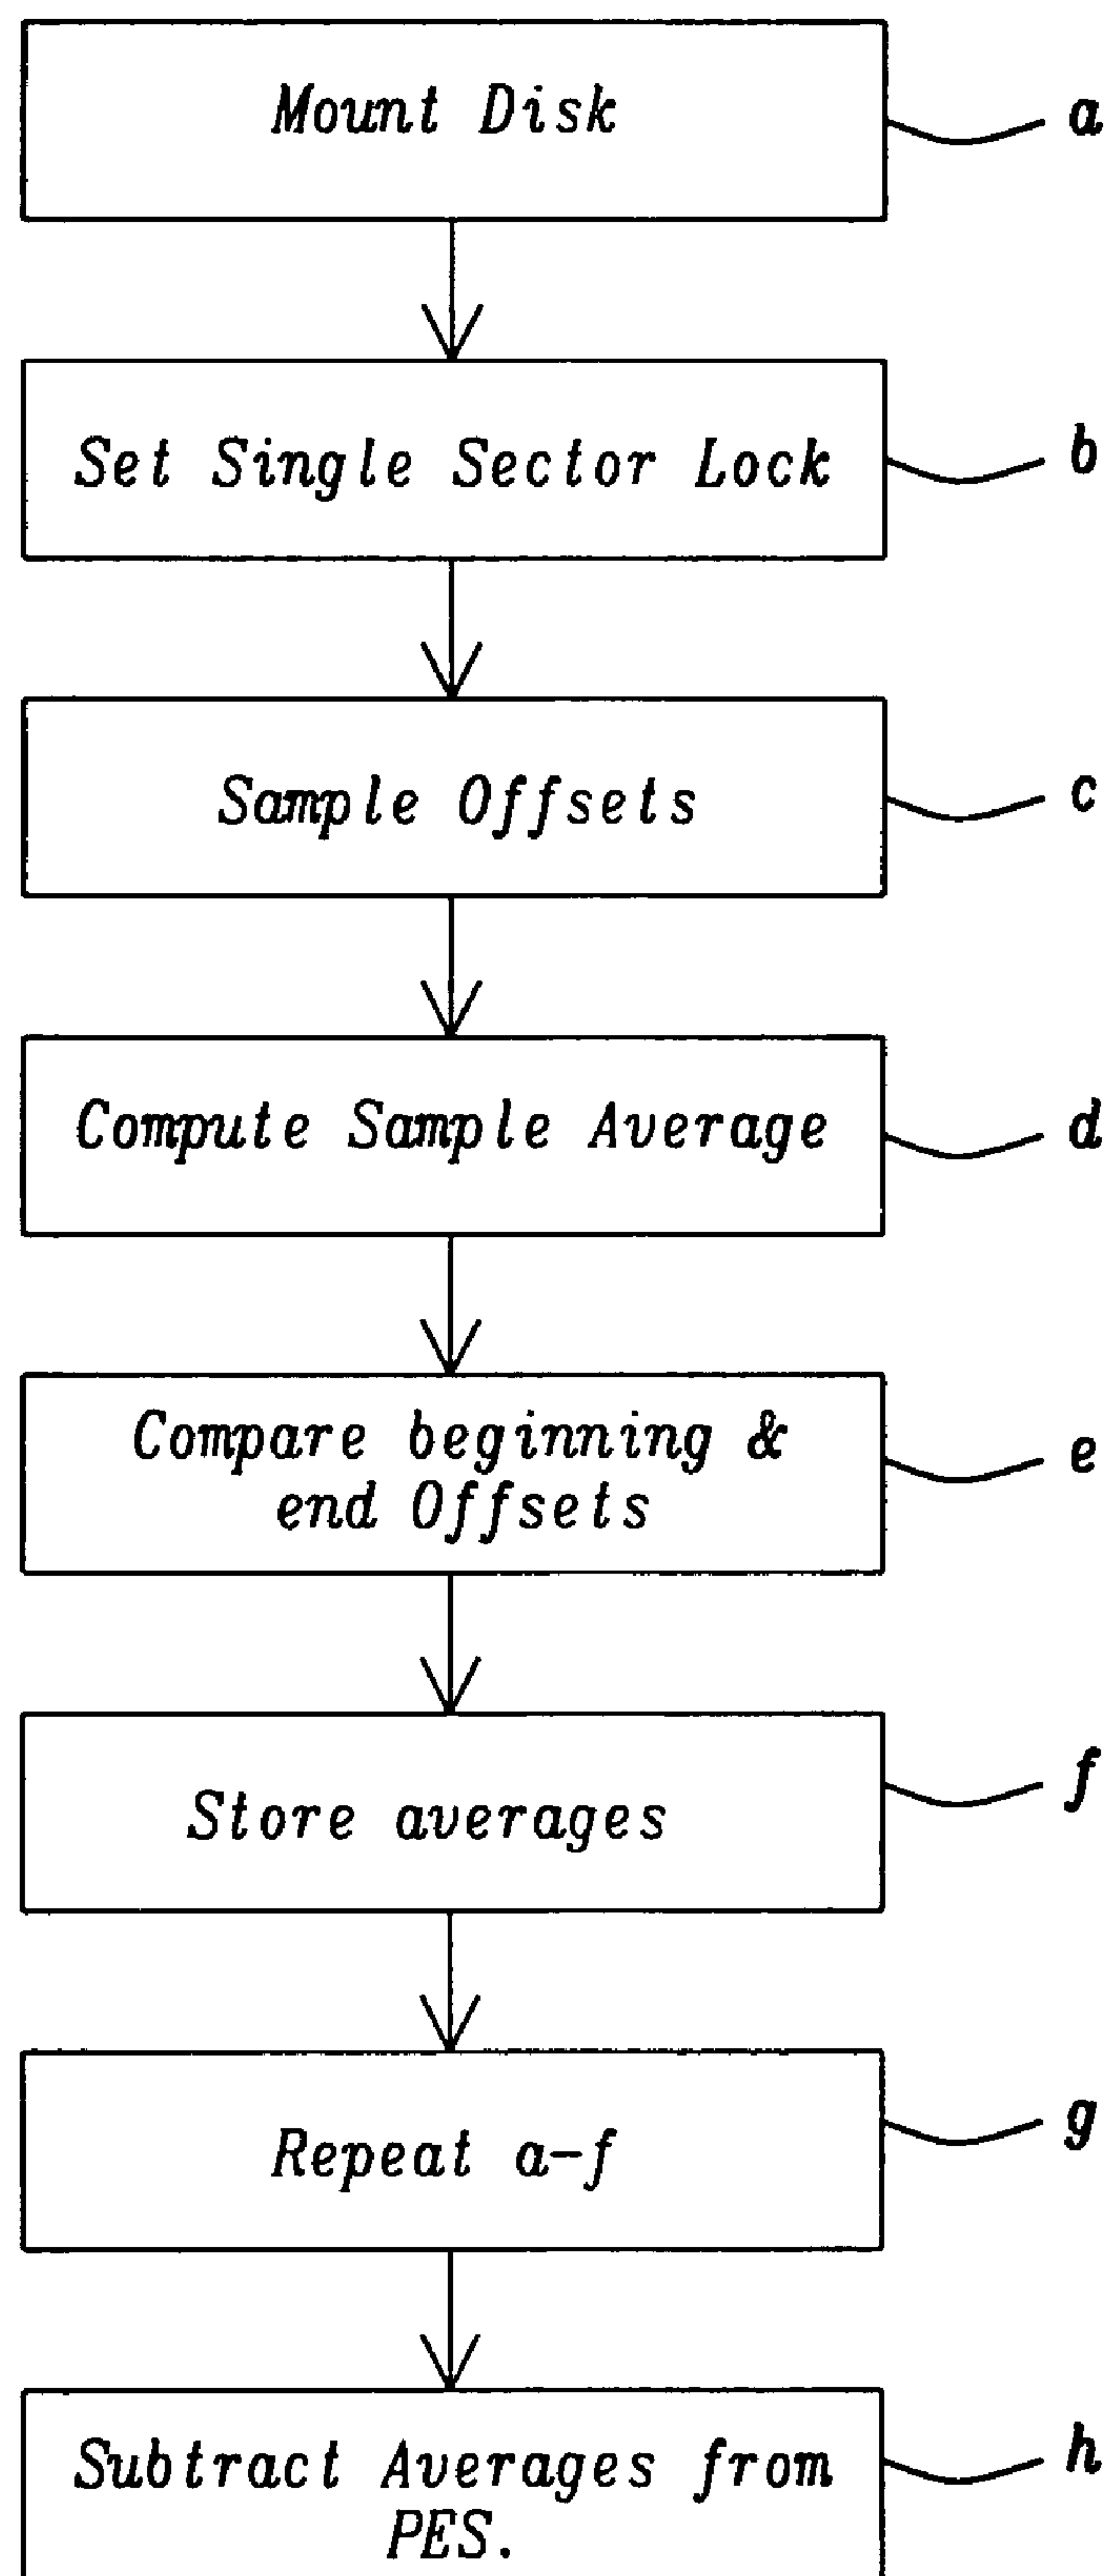 Mount Disk
a
Set Single Sector Lock
b
Sample Offsets
c
Compute Sample Average
d
Compare beginning &
end Offsets
e
Store averages
f
Repeat a-f
g
Subtract Averages from
PES.
h